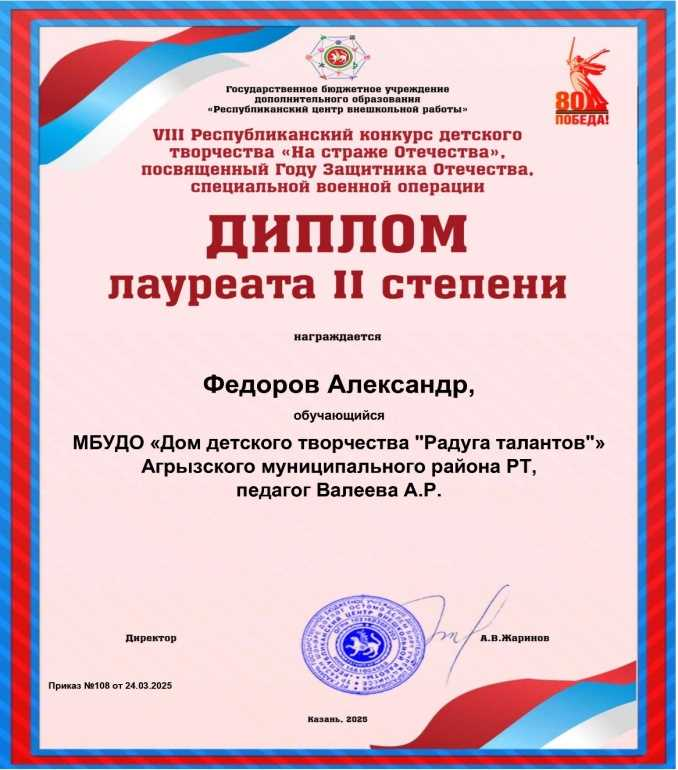 Государственное бюджетное учреждение
дополнительного образования
«Республиканский центр внешкольной работы»
80
ПОБЕДА!
VIII Республиканский конкурс детского
творчества «На страже Отечества»,
посвященный Году Защитника Отечества,
специальной военной операции
ДИПЛОМ
лауреата II степени
награждается
Федоров Александр,
обучающийся
МБУДО «Дом детского творчества "Радуга талантов"»
Агрызского муниципального района РТ,
педагог Валеева А.Р.
Директор
А.В.Жаринов
Приказ №108 от 24.03.2025
Казань, 2025